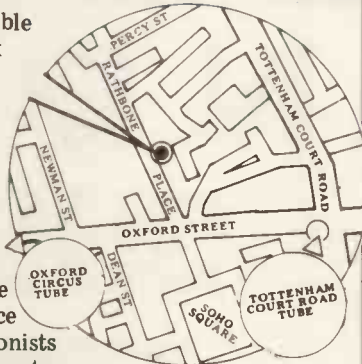 ble
PERCY ST
RATHBONE
PLACE
TOTTENHAM COURT
ROAD
NEWMAN ST
OXFORD STREET
DEAN ST
OXFORD
CIRCUS
TUBE
SOHO
SQUARE
TOTTENHAM
COURT ROAD
TUBE
e
ce
onists